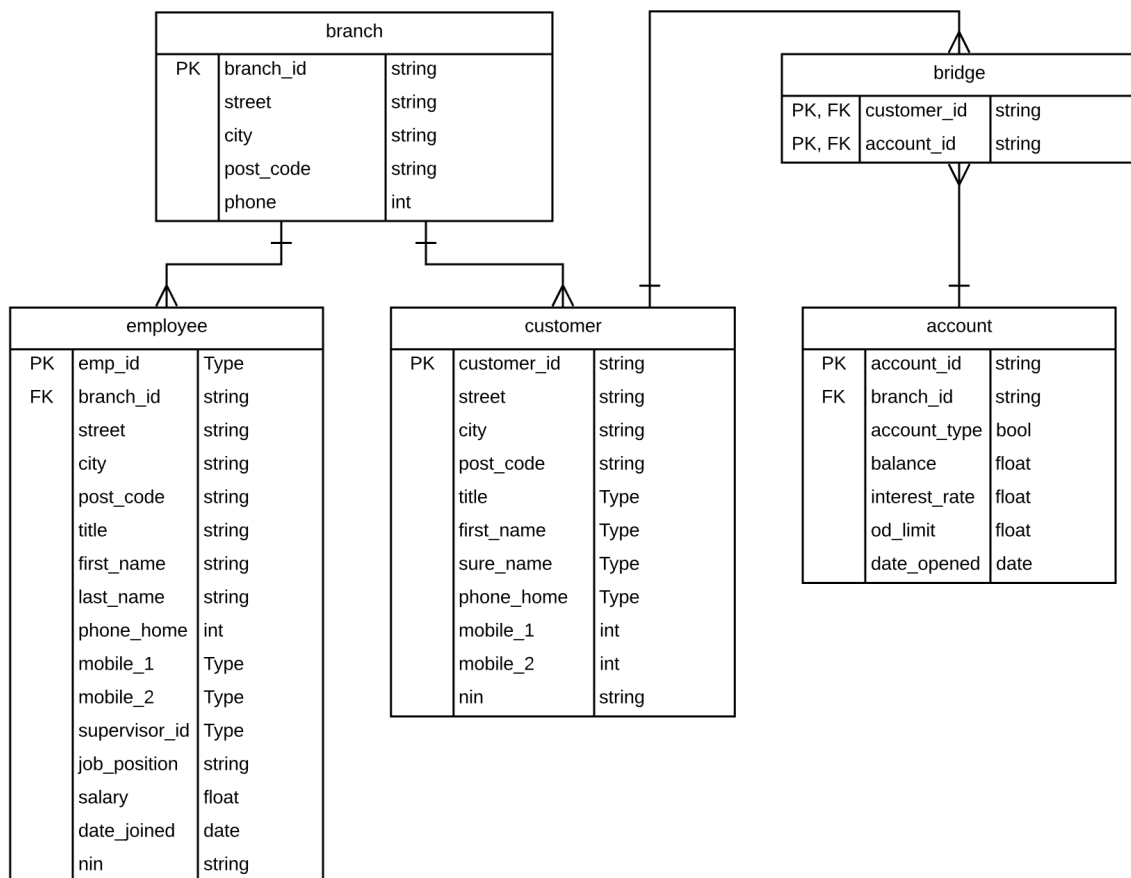 branch
PK branch_id string
street string
city string
post_code string
phone int
bridge
PK, FK customer_id string
PK, FK account_id string
employee
PK emp_id Type
FK branch_id string
street string
city string
post_code string
title string
first_name string
last_name string
phone_home int
mobile_1 Type
mobile_2 Type
supervisor_id Type
job_position string
salary float
date_joined date
nin string
customer
PK customer_id string
street string
city string
post_code string
title Type
first_name Type
sure_name Type
phone_home Type
mobile_1 int
mobile_2 int
nin string
account
PK account_id string
FK branch_id string
account_type bool
balance float
interest_rate float
od_limit float
date_opened date